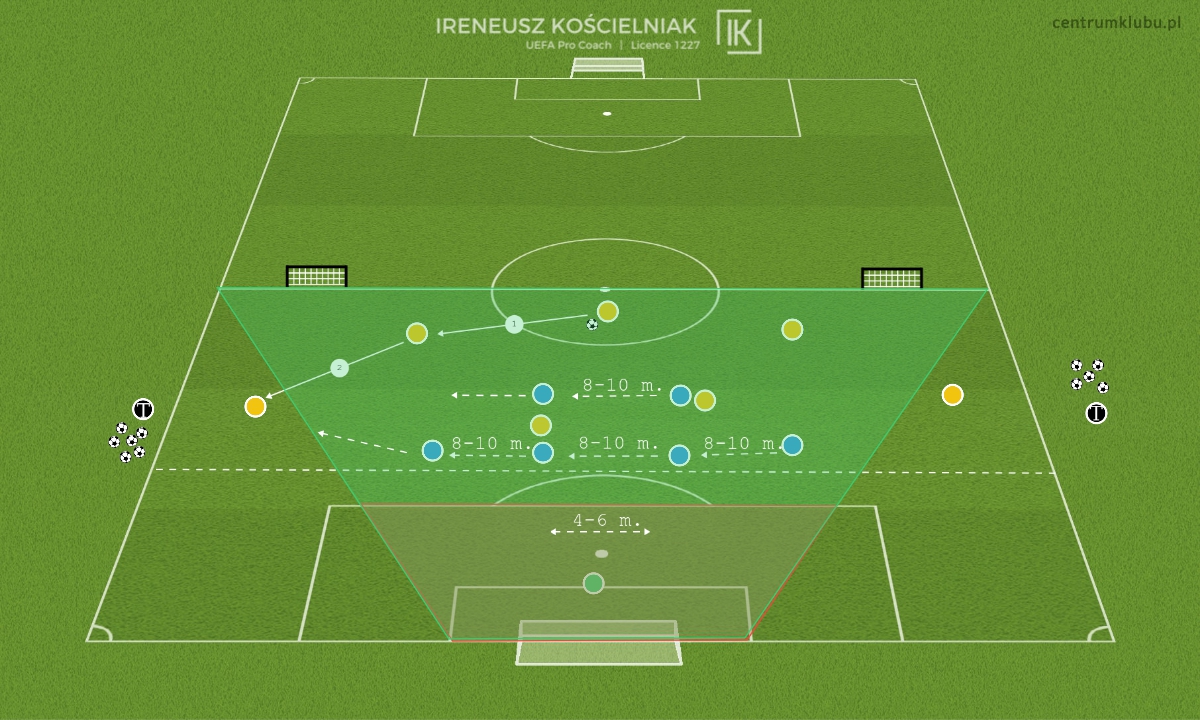 IRENEUSZ KOŚCIELNIAK
UEFA Pro Coach | Licence 1227
IK
centrumklubu.pl
1
2
8-10 m.
T
T
8-10 m.
8-10 m.
8-10 m.
4-6 m.